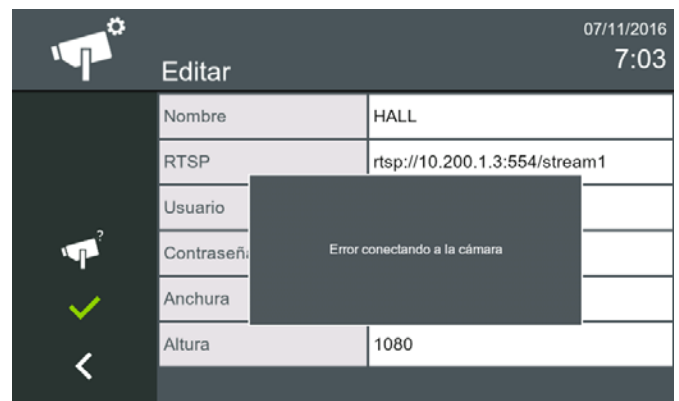 07/11/2016
7:03
Editar
Nombre HALL
RTSP rtsp://10.200.1.3:554/stream1
Usuario
Contraseñ
Error conectando a la cámara
Anchura
Altura 1080
?